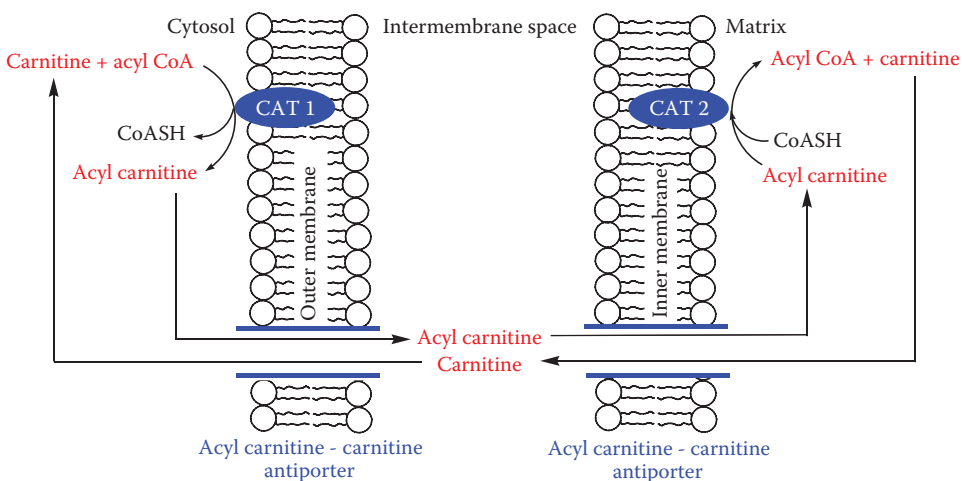 Cytosol
Intermembrane space
Matrix
Carnitine + acyl CoA
Acyl CoA + carnitine
CAT 1
CAT 2
CoASH
CoASH
Acyl carnitine
Acyl carnitine
Outer membrane
Inner membrane
Acyl carnitine
Carnitine
Acyl carnitine - carnitine
antiporter
Acyl carnitine - carnitine
antiporter